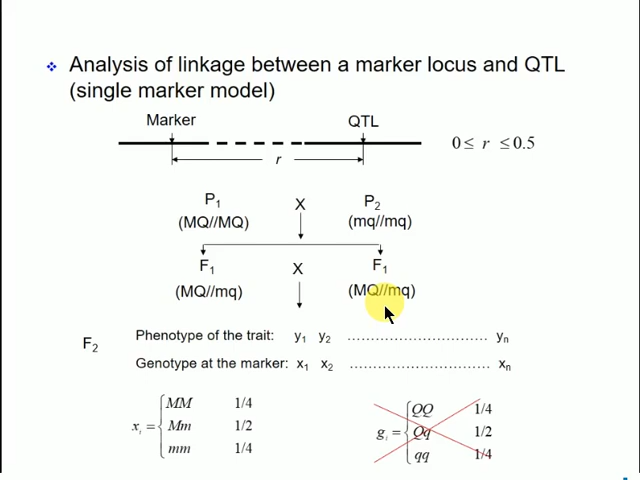 ❖ Analysis of linkage between a marker locus and QTL
(single marker model)
Marker QTL
r 0 ≤ r ≤ 0.5
P₁ X P₂
(MQ//MQ) (mq//mq)
F₁ X F₁
(MQ//mq) (MQ//mq)
F₂
Phenotype of the trait: y₁ y₂ ................................ yₙ
Genotype at the marker: x₁ x₂ ................................ xₙ
MM 1/4 QQ 1/4
xᵢ = Mm 1/2 gᵢ = Qq 1/2
mm 1/4 qq 1/4